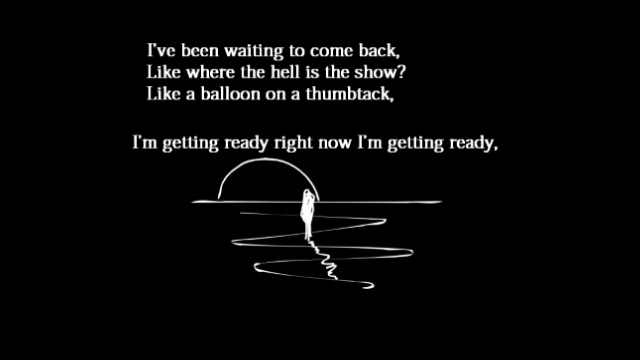 I've been waiting to come back,
Like where the hell is the show?
Like a balloon on a thumbtack,
I'm getting ready right now I'm getting ready,